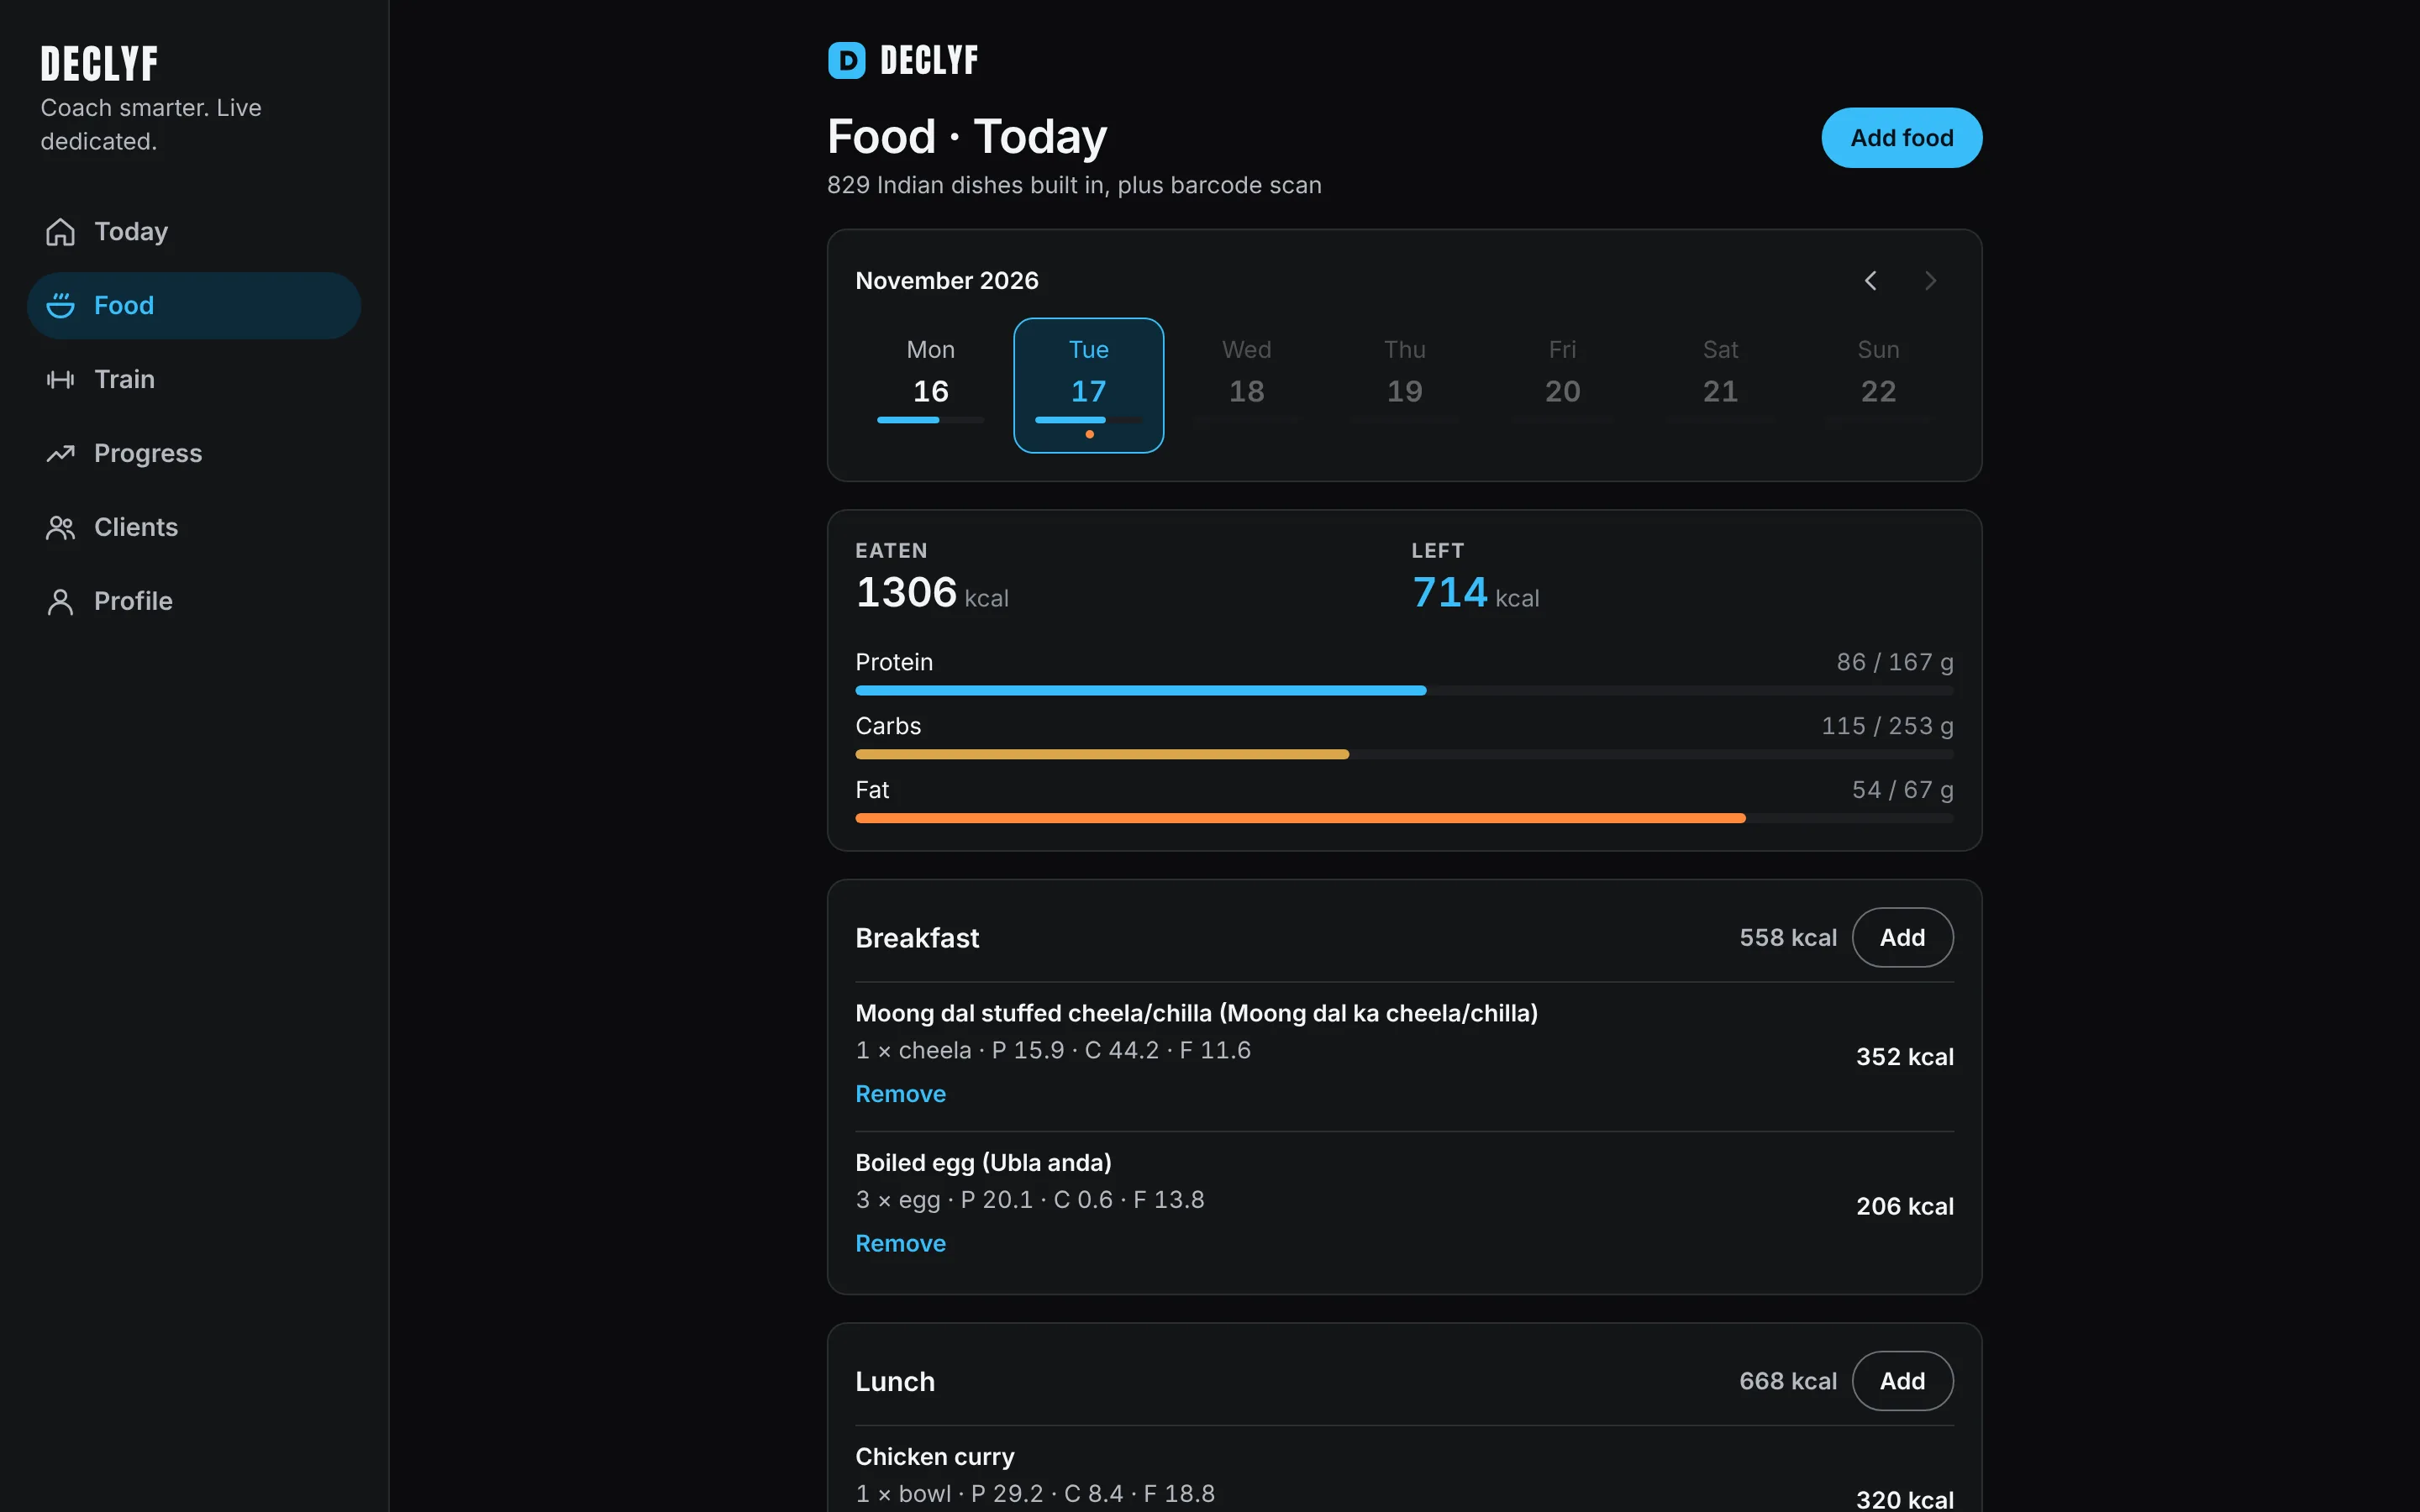 DECLYF
Coach smarter. Live
dedicated.
Today
Food
Train
Progress
Clients
Profile
D DECLYF
Food · Today
829 Indian dishes built in, plus barcode scan
Add food
November 2026
Mon Tue Wed Thu Fri Sat Sun
16 17 18 19 20 21 22
EATEN LEFT
1306 kcal 714 kcal
Protein 86 / 167 g
Carbs 115 / 253 g
Fat 54 / 67 g
Breakfast 558 kcal Add
Moong dal stuffed cheela/chilla (Moong dal ka cheela/chilla)
1 × cheela · P 15.9 · C 44.2 · F 11.6
352 kcal
Remove
Boiled egg (Ubla anda)
3 × egg · P 20.1 · C 0.6 · F 13.8
206 kcal
Remove
Lunch 668 kcal Add
Chicken curry
1 × bowl · P 29.2 · C 8.4 · F 18.8
320 kcal